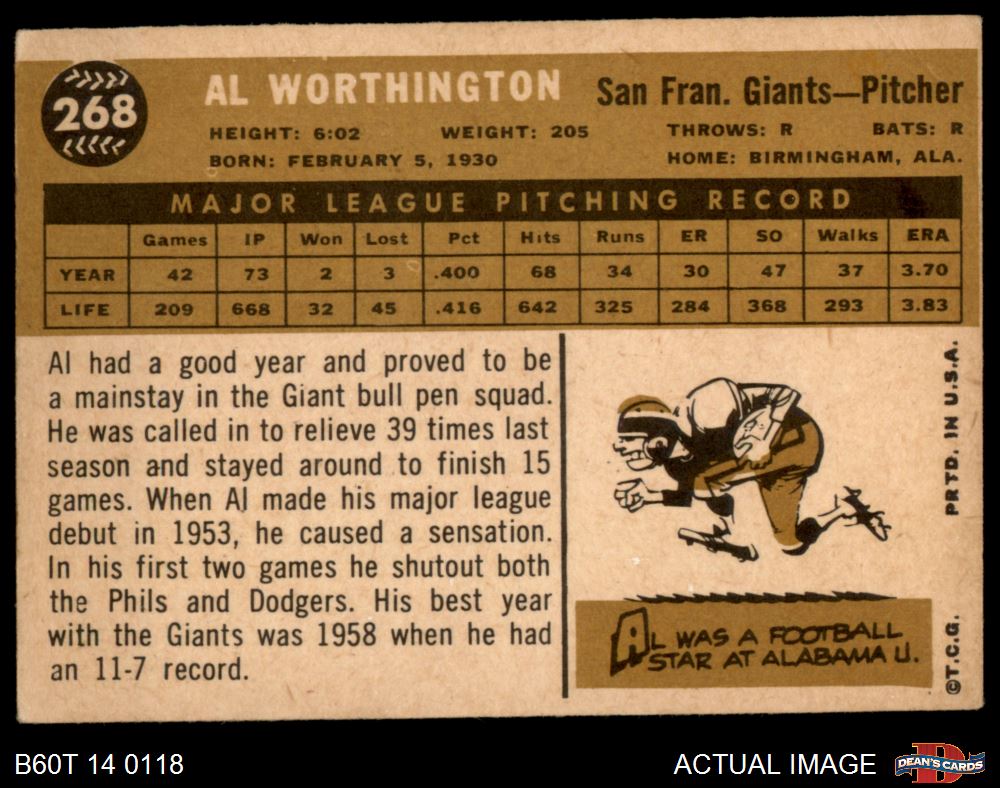 268
AL WORTHINGTON San Fran. Giants—Pitcher
HEIGHT: 6:02 WEIGHT: 205 THROWS: R BATS: R
BORN: FEBRUARY 5, 1930 HOME: BIRMINGHAM, ALA.
MAJOR LEAGUE PITCHING RECORD
Games IP Won Lost Pct Hits Runs ER SO Walks ERA
YEAR 42 73 2 3 .400 68 34 30 47 37 3.70
LIFE 209 668 32 45 .416 642 325 284 368 293 3.83
Al had a good year and proved to be
a mainstay in the Giant bull pen squad.
He was called in to relieve 39 times last
season and stayed around to finish 15
games. When Al made his major league
debut in 1953, he caused a sensation.
In his first two games he shutout both
the Phils and Dodgers. His best year
with the Giants was 1958 when he had
an 11-7 record.
AL WAS A FOOTBALL
STAR AT ALABAMA U.
©T.C.G. PRTD. IN U.S.A.
B60T 14 0118 ACTUAL IMAGE
D
DEAN'S CARDS